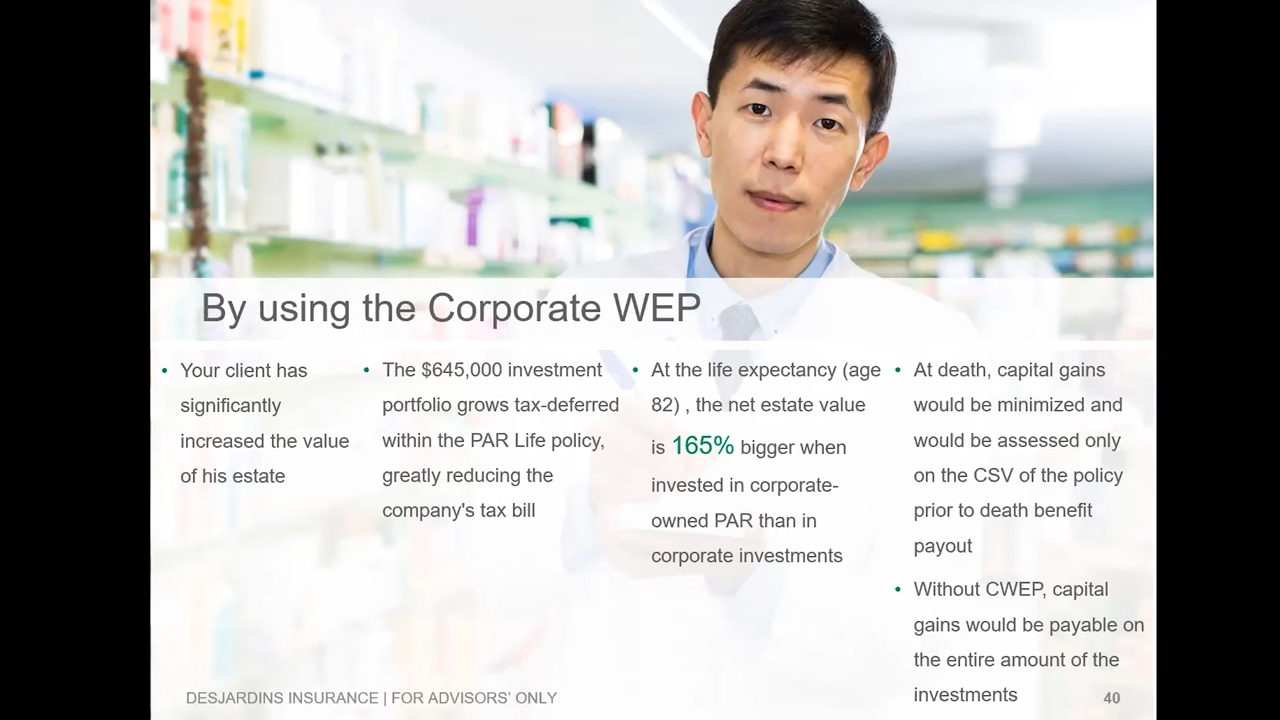 By using the Corporate WEP
• Your client has
significantly
increased the value
of his estate
• The $645,000 investment
portfolio grows tax-deferred
within the PAR Life policy,
greatly reducing the
company's tax bill
• At the life expectancy (age
82) , the net estate value
is 165% bigger when
invested in corporate-
owned PAR than in
corporate investments
• At death, capital gains
would be minimized and
would be assessed only
on the CSV of the policy
prior to death benefit
payout
• Without CWEP, capital
gains would be payable on
the entire amount of the
investments
DESJARDINS INSURANCE | FOR ADVISORS’ ONLY
40